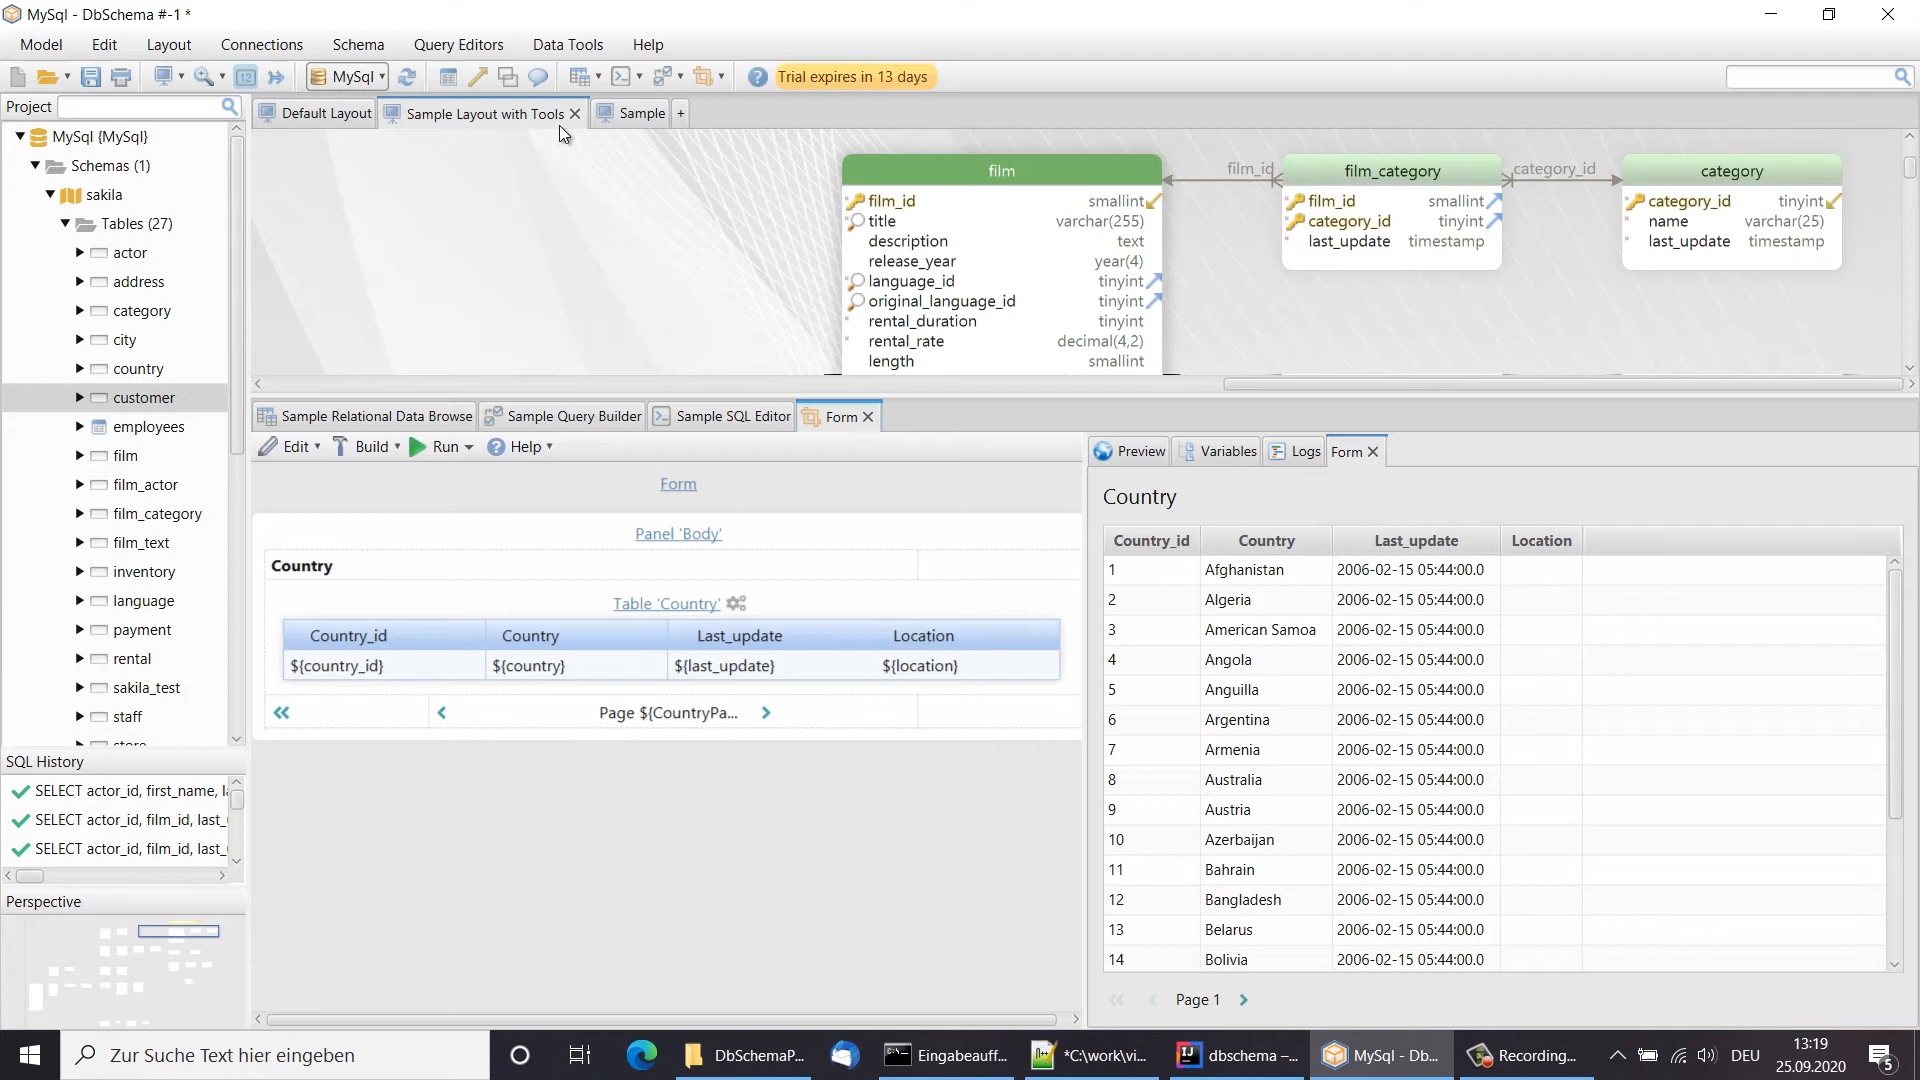 MySql - DbSchema #-1 *
Model Edit Layout Connections Schema Query Editors Data Tools Help
12 MySql Trial expires in 13 days
Project
Default Layout Sample Layout with Tools Sample +
MySql {MySql}
Schemas (1)
sakila
Tables (27)
actor
address
category
city
country
customer
employees
film
film_actor
film_category
film_text
inventory
language
payment
rental
sakila_test
staff
store
film
film_id smallint
title varchar(255)
description text
release_year year(4)
language_id tinyint
original_language_id tinyint
rental_duration tinyint
rental_rate decimal(4,2)
length smallint
film_id
film_category
film_id smallint
category_id tinyint
last_update timestamp
category_id
category
category_id tinyint
name varchar(25)
last_update timestamp
Sample Relational Data Browse Sample Query Builder Sample SQL Editor Form
Edit Build Run Help
Form
Panel 'Body'
Country
Table 'Country'
Country_id Country Last_update Location
${country_id} ${country} ${last_update} ${location}
Page ${CountryPa...
Preview Variables Logs Form
Country
Country_id Country Last_update Location
1 Afghanistan 2006-02-15 05:44:00.0
2 Algeria 2006-02-15 05:44:00.0
3 American Samoa 2006-02-15 05:44:00.0
4 Angola 2006-02-15 05:44:00.0
5 Anguilla 2006-02-15 05:44:00.0
6 Argentina 2006-02-15 05:44:00.0
7 Armenia 2006-02-15 05:44:00.0
8 Australia 2006-02-15 05:44:00.0
9 Austria 2006-02-15 05:44:00.0
10 Azerbaijan 2006-02-15 05:44:00.0
11 Bahrain 2006-02-15 05:44:00.0
12 Bangladesh 2006-02-15 05:44:00.0
13 Belarus 2006-02-15 05:44:00.0
14 Bolivia 2006-02-15 05:44:00.0
Page 1
SQL History
SELECT actor_id, first_name, l
SELECT actor_id, film_id, last_
SELECT actor_id, film_id, last_
Perspective
Zur Suche Text hier eingeben
DbSchemaP...
Eingabeauff...
*C:\work\vi...
IJ dbschema –...
MySql - Db...
Recording...
DEU
13:19
25.09.2020
5